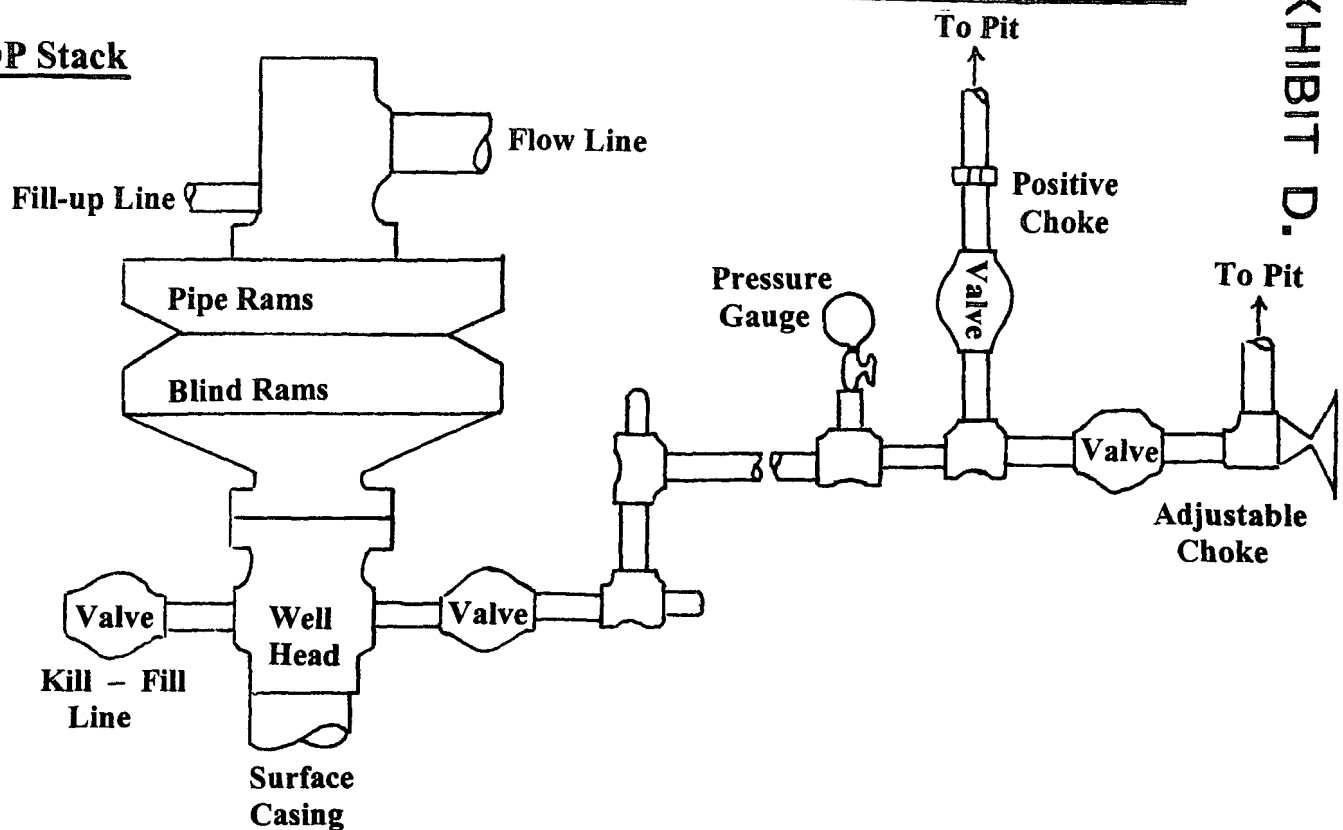 P Stack
To Pit
Flow Line
Fill-up Line
Positive
Choke
EXHIBIT D.
Pressure
Gauge
Valve
To Pit
Pipe Rams
Blind Rams
Valve
Adjustable
Choke
Valve
Well
Head
Valve
Kill – Fill
Line
Surface
Casing